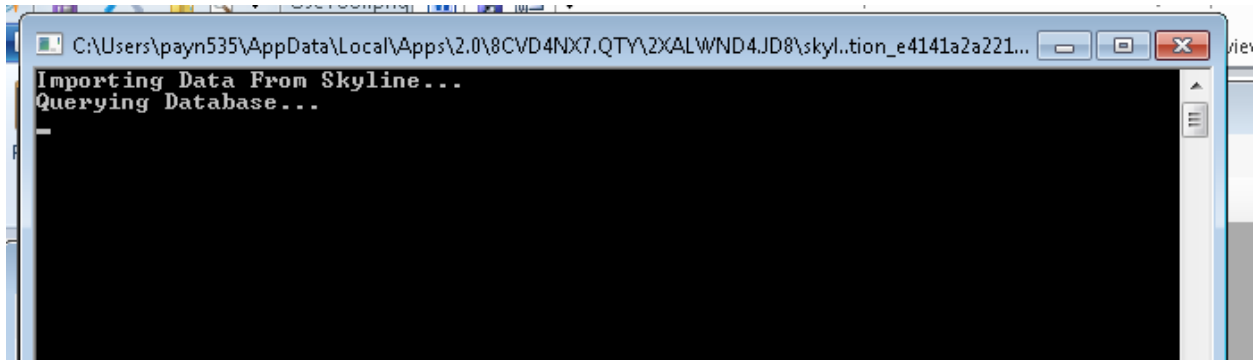 C:\Users\payn535\AppData\Local\Apps\2.0\8CVD4NX7.QTY\2XALWND4.JD8\skyl..tion_e4141a2a221...
Importing Data From Skyline...
Querying Database...